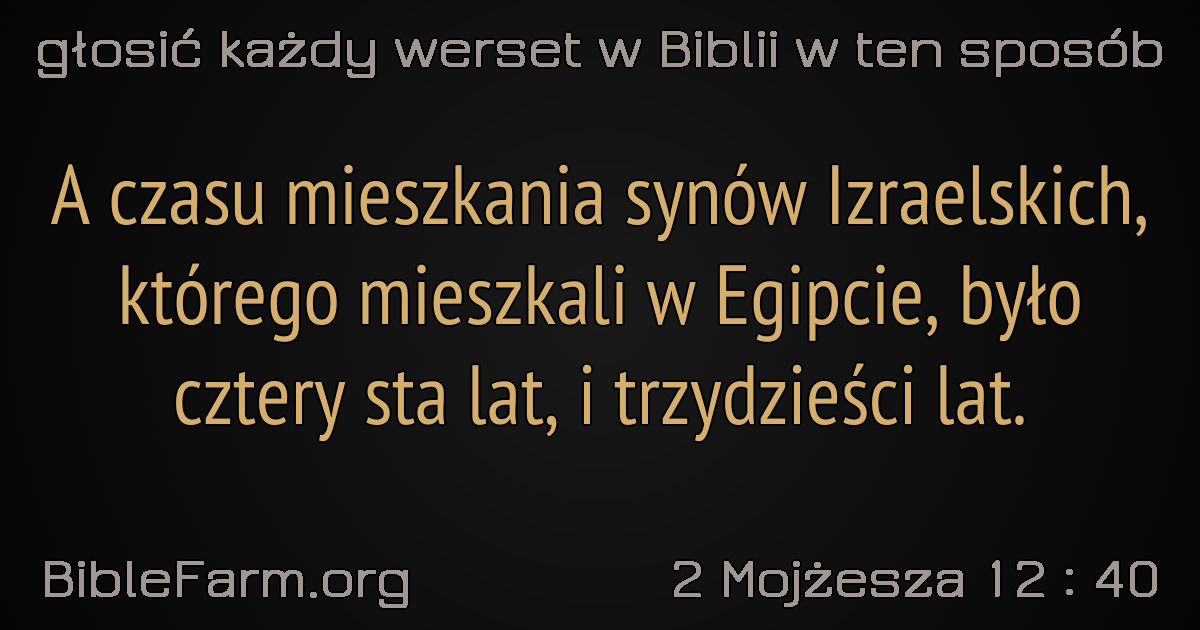 głosić każdy werset w Biblii w ten sposób
A czasu mieszkania synów Izraelskich,
którego mieszkali w Egipcie, było
cztery sta lat, i trzydzieści lat.
BibleFarm.org
2 Mojżesza 12 : 40